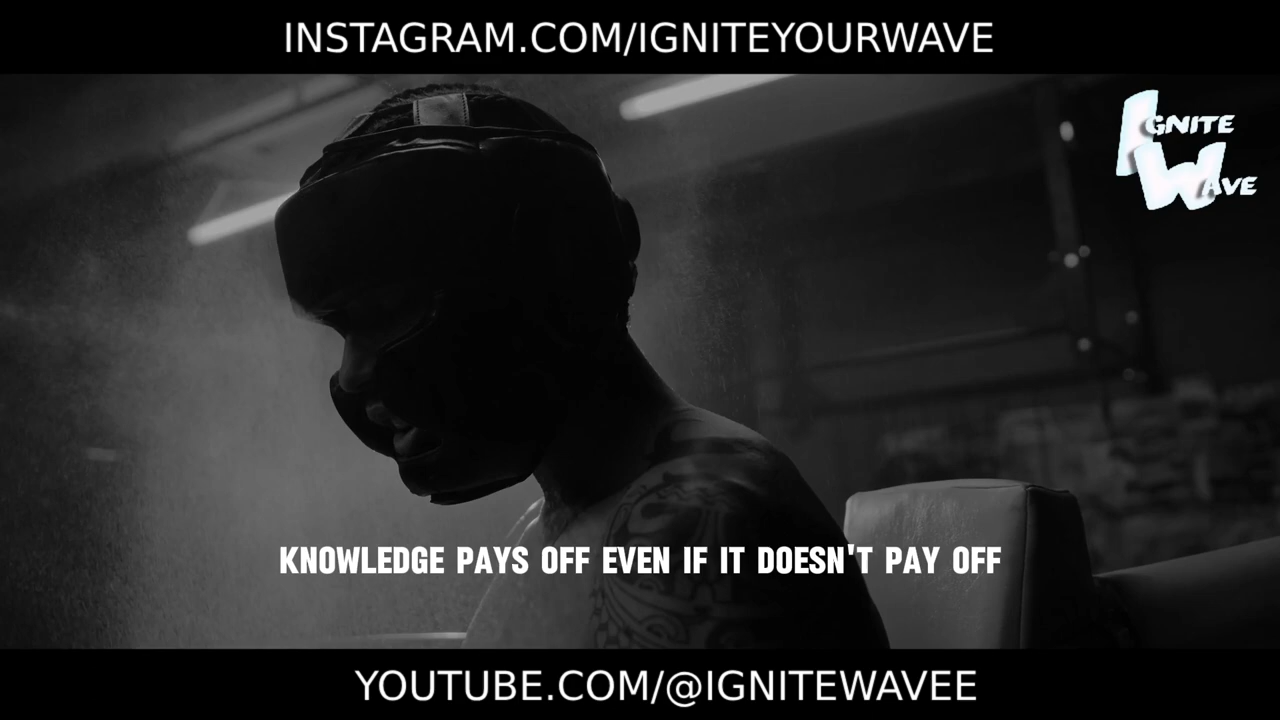 INSTAGRAM.COM/IGNITEYOURWAVE
IGNITE
WAVE
KNOWLEDGE PAYS OFF EVEN IF IT DOESN'T PAY OFF
YOUTUBE.COM/@IGNITEWAVEE